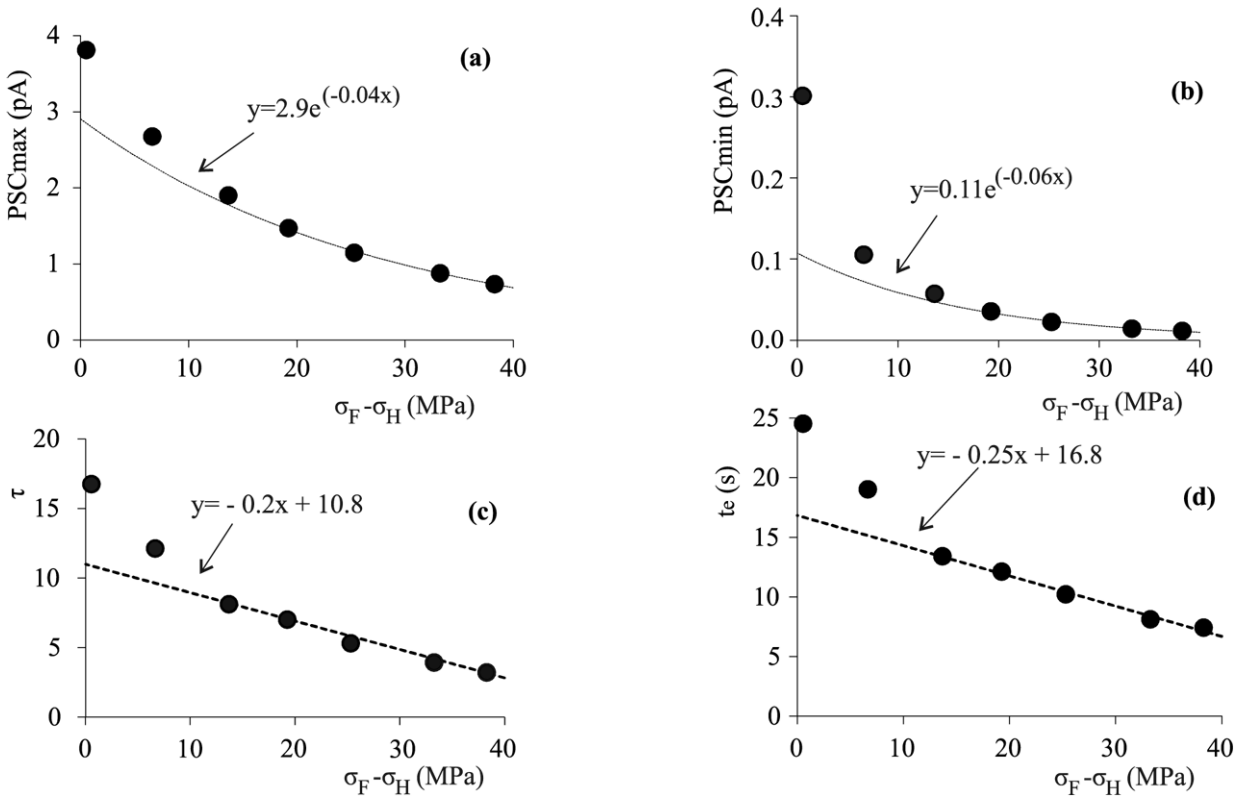 (a)
PSCmax (pA)
4
3
2
1
0
y=2.9e(-0.04x)
0 10 20 30 40
σF-σH (MPa)
(b)
PSCmin (pA)
0.4
0.3
0.2
0.1
0.0
y=0.11e(-0.06x)
0 10 20 30 40
σF-σH (MPa)
(c)
τ
20
15
10
5
0
y= - 0.2x + 10.8
0 10 20 30 40
σF-σH (MPa)
(d)
te (s)
25
20
15
10
5
0
y= - 0.25x + 16.8
0 10 20 30 40
σF-σH (MPa)